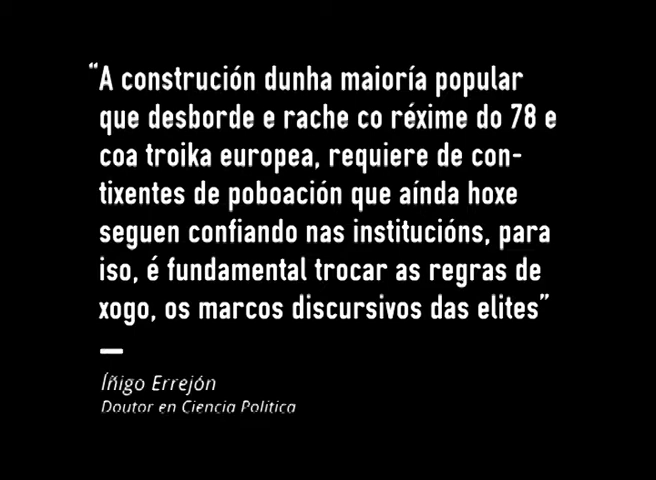 “A construción dunha maioría popular
que desborde e rache co réxime do 78 e
coa troika europea, requiere de con-
tixentes de poboación que aínda hoxe
seguen confiando nas institucións, para
iso, é fundamental trocar as regras de
xogo, os marcos discursivos das elites”
—
Íñigo Errejón
Doutor en Ciencia Política